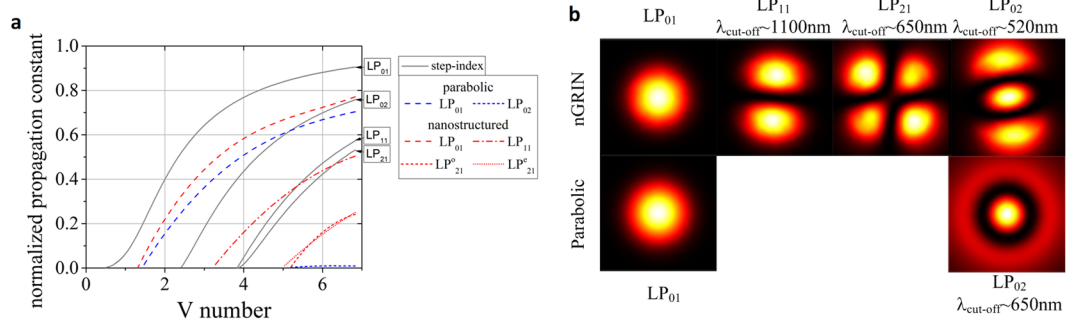 a
normalized propagation constant
1.0
0.8
0.6
0.4
0.2
0.0
0
2
4
6
V number
LP01
LP02
LP11
LP21
step-index
parabolic
LP01
LP02
nanostructured
LP01
LP11
LPo21
LPe21
b
LP01
LP11
λcut-off~1100nm
LP21
λcut-off~650nm
LP02
λcut-off~520nm
nGRIN
Parabolic
LP01
LP02
λcut-off~650nm